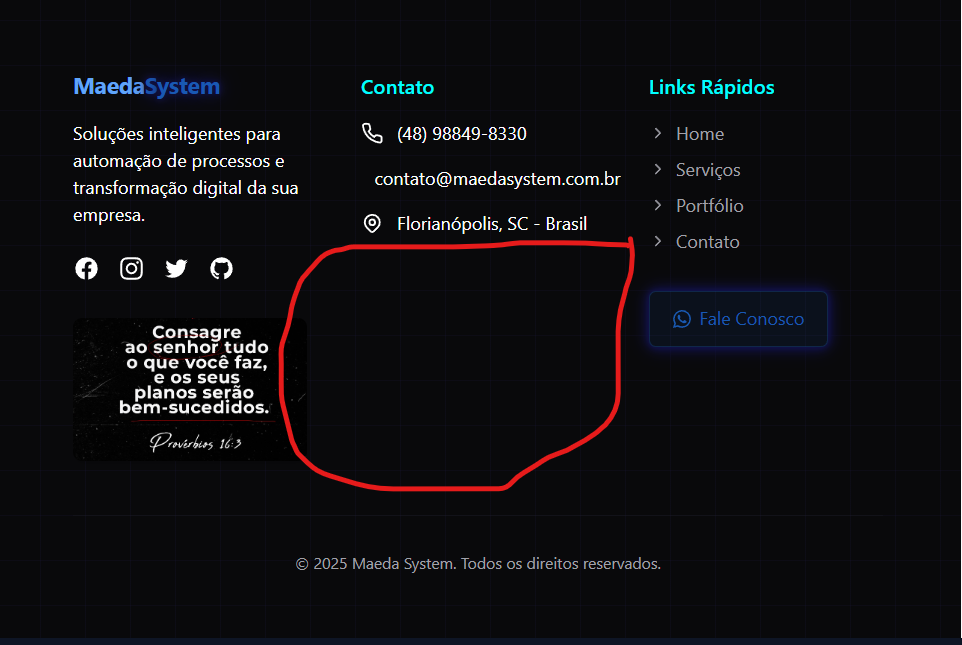 MaedaSystem
Soluções inteligentes para
automação de processos e
transformação digital da sua
empresa.
Consagre
ao senhor tudo
o que você faz,
e os seus
planos serão
bem-sucedidos.
Provérbios 16:3
Contato
(48) 98849-8330
contato@maedasystem.com.br
Florianópolis, SC - Brasil
Links Rápidos
Home
Serviços
Portfólio
Contato
Fale Conosco
© 2025 Maeda System. Todos os direitos reservados.